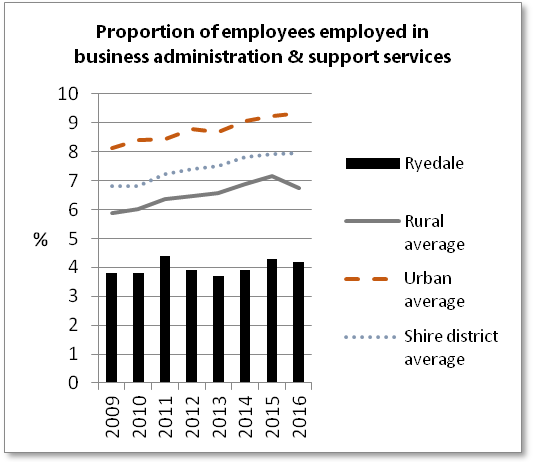 Proportion of employees employed in
business administration & support services
10
9
8
7
6
5
4
3
2
1
0
%
2009
2010
2011
2012
2013
2014
2015
2016
Ryedale
Rural
average
Urban
average
Shire district
average